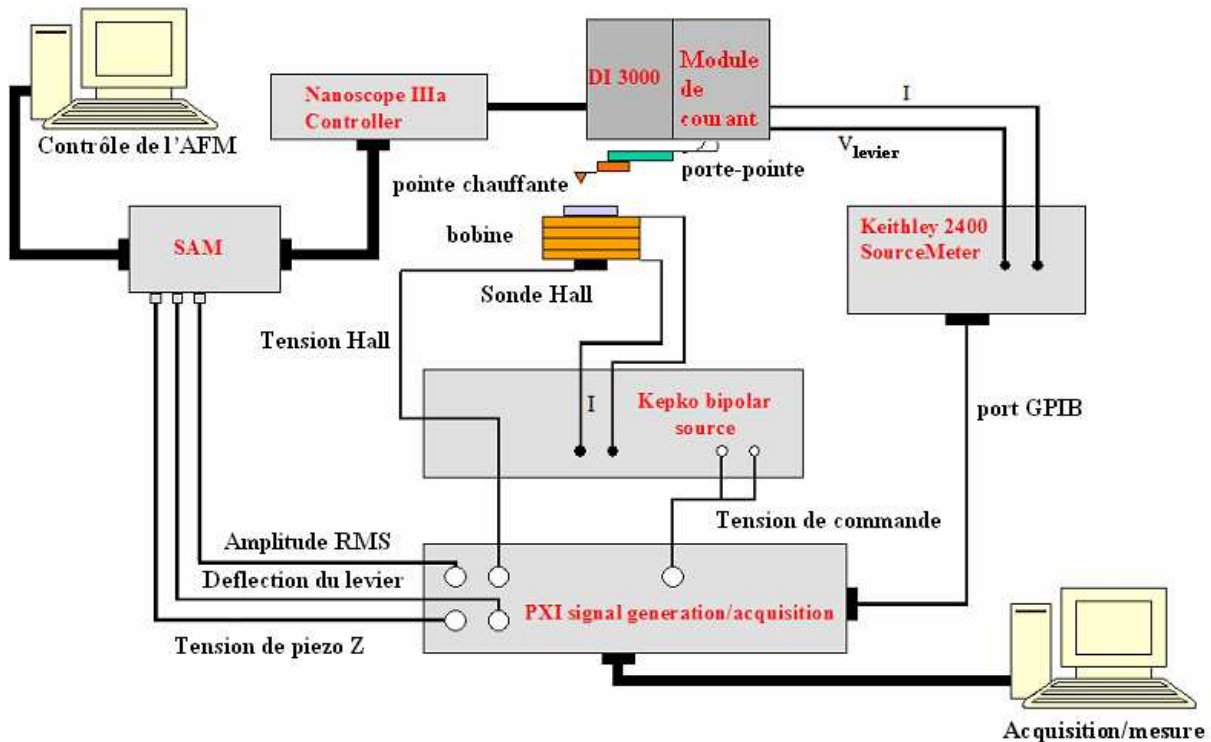 DI 3000
Module
de
courant
Nanoscope IIIa
Controller
I
V levier
Contrôle de l'AFM
pointe chauffante
porte-pointe
SAM
bobine
Keithley 2400
SourceMeter
Sonde Hall
Tension Hall
I
Kepko bipolar
source
port GPIB
Tension de commande
Amplitude RMS
Deflection du levier
PXI signal generation/acquisition
Tension de piezo Z
Acquisition/mesure